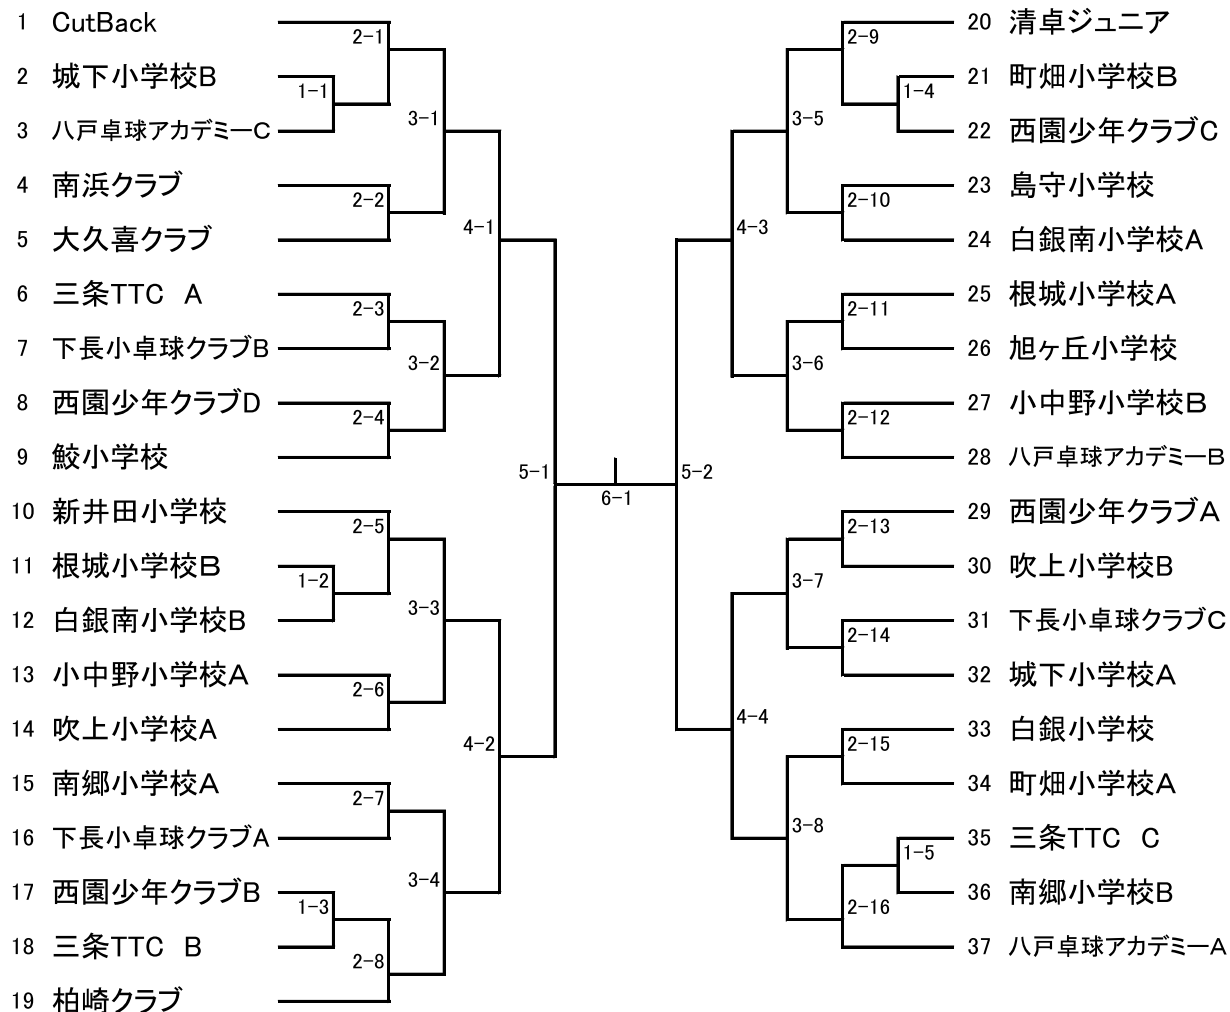 1 CutBack
2 城下小学校B
3 八戸卓球アカデミーC
4 南浜クラブ
5 大久喜クラブ
6 三条TTC A
7 下長小卓球クラブB
8 西園少年クラブD
9 鮫小学校
10 新井田小学校
11 根城小学校B
12 白銀南小学校B
13 小中野小学校A
14 吹上小学校A
15 南郷小学校A
16 下長小卓球クラブA
17 西園少年クラブB
18 三条TTC B
19 柏崎クラブ
1-1
1-2
1-3
2-1
2-2
2-3
2-4
2-5
2-6
2-7
2-8
3-1
3-2
3-3
3-4
4-1
4-2
5-1
6-1
5-2
4-3
4-4
3-5
3-6
3-7
3-8
2-9
2-10
2-11
2-12
2-13
2-14
2-15
2-16
1-4
1-5
20 清卓ジュニア
21 町畑小学校B
22 西園少年クラブC
23 島守小学校
24 白銀南小学校A
25 根城小学校A
26 旭ヶ丘小学校
27 小中野小学校B
28 八戸卓球アカデミーB
29 西園少年クラブA
30 吹上小学校B
31 下長小卓球クラブC
32 城下小学校A
33 白銀小学校
34 町畑小学校A
35 三条TTC C
36 南郷小学校B
37 八戸卓球アカデミーA